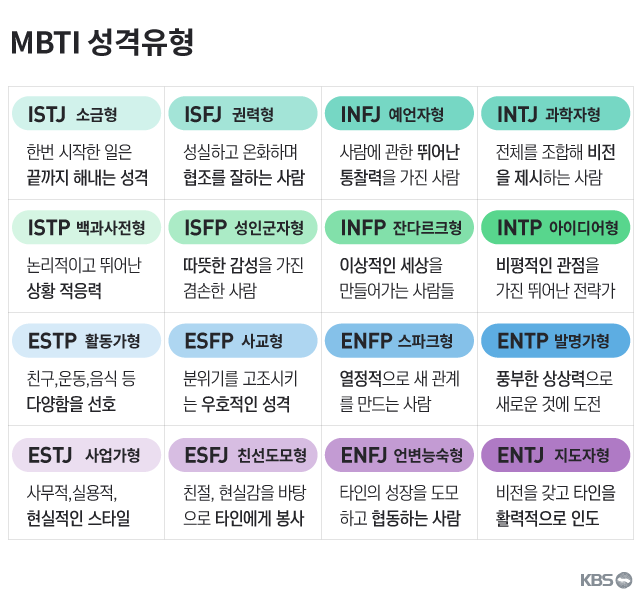 MBTI 성격유형
ISTJ 소금형
한번 시작한 일은
끝까지 해내는 성격
ISFJ 권력형
성실하고 온화하며
협조를 잘하는 사람
INFJ 예언자형
사람에 관한 뛰어난
통찰력을 가진 사람
INTJ 과학자형
전체를 조합해 비전
을 제시하는 사람
ISTP 백과사전형
논리적이고 뛰어난
상황 적응력
ISFP 성인군자형
따뜻한 감성을 가진
겸손한 사람
INFP 잔다르크형
이상적인 세상을
만들어가는 사람들
INTP 아이디어형
비평적인 관점을
가진 뛰어난 전략가
ESTP 활동가형
친구,운동,음식 등
다양함을 선호
ESFP 사교형
분위기를 고조시키
는 우호적인 성격
ENFP 스파크형
열정적으로 새 관계
를 만드는 사람
ENTP 발명가형
풍부한 상상력으로
새로운 것에 도전
ESTJ 사업가형
사무적,실용적,
현실적인 스타일
ESFJ 친선도모형
친절, 현실감을 바탕
으로 타인에게 봉사
ENFJ 언변능숙형
타인의 성장을 도모
하고 협동하는 사람
ENTJ 지도자형
비전을 갖고 타인을
활력적으로 인도
KBS